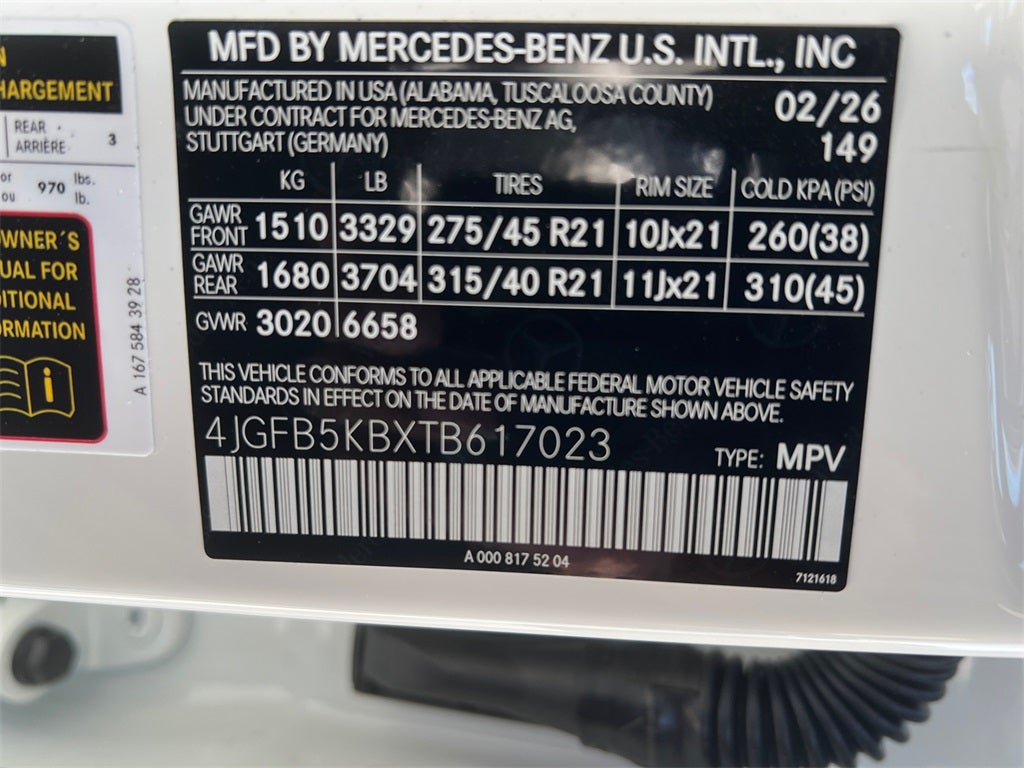 N
HARGEMENT
REAR
ARRIÈRE 3
or
ou 970 lbs.
lb.
OWNER´S
UAL FOR
DITIONAL
ORMATION
i
A 167 584 39 28
MFD BY MERCEDES-BENZ U.S. INTL., INC
MANUFACTURED IN USA (ALABAMA, TUSCALOOSA COUNTY)
UNDER CONTRACT FOR MERCEDES-BENZ AG,
STUTTGART (GERMANY)
02/26
149
KG LB TIRES RIM SIZE COLD KPA (PSI)
GAWR
FRONT 1510 3329 275/45 R21 10Jx21 260(38)
GAWR
REAR 1680 3704 315/40 R21 11Jx21 310(45)
GVWR 3020 6658
THIS VEHICLE CONFORMS TO ALL APPLICABLE FEDERAL MOTOR VEHICLE SAFETY
STANDARDS IN EFFECT ON THE DATE OF MANUFACTURE SHOWN ABOVE.
4JGFB5KBXTB617023
TYPE: MPV
A 000 817 52 04
7121618